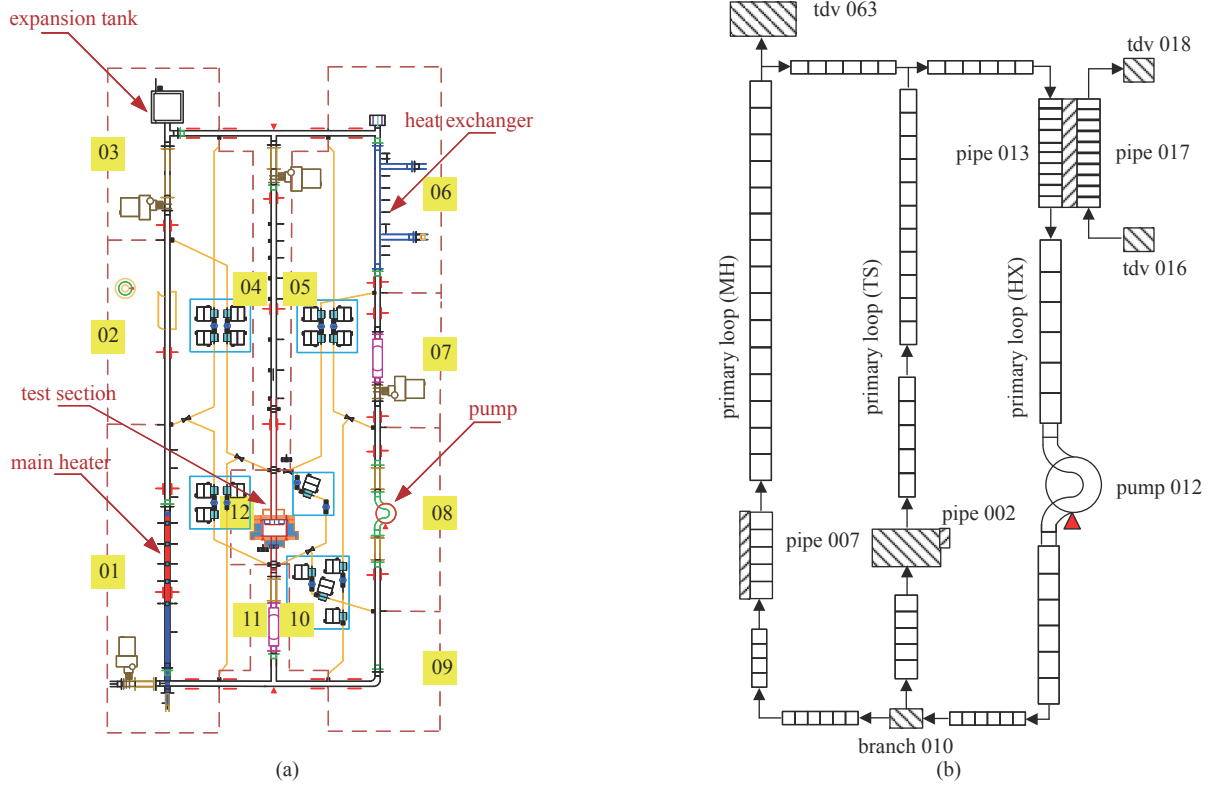 expansion tank
03
02
main heater
test section
01
04
05
12
11
10
heat exchanger
06
07
pump
08
09
(a)
tdv 063
tdv 018
pipe 013
pipe 017
tdv 016
primary loop (MH)
primary loop (TS)
primary loop (HX)
pump 012
pipe 002
pipe 007
branch 010
(b)